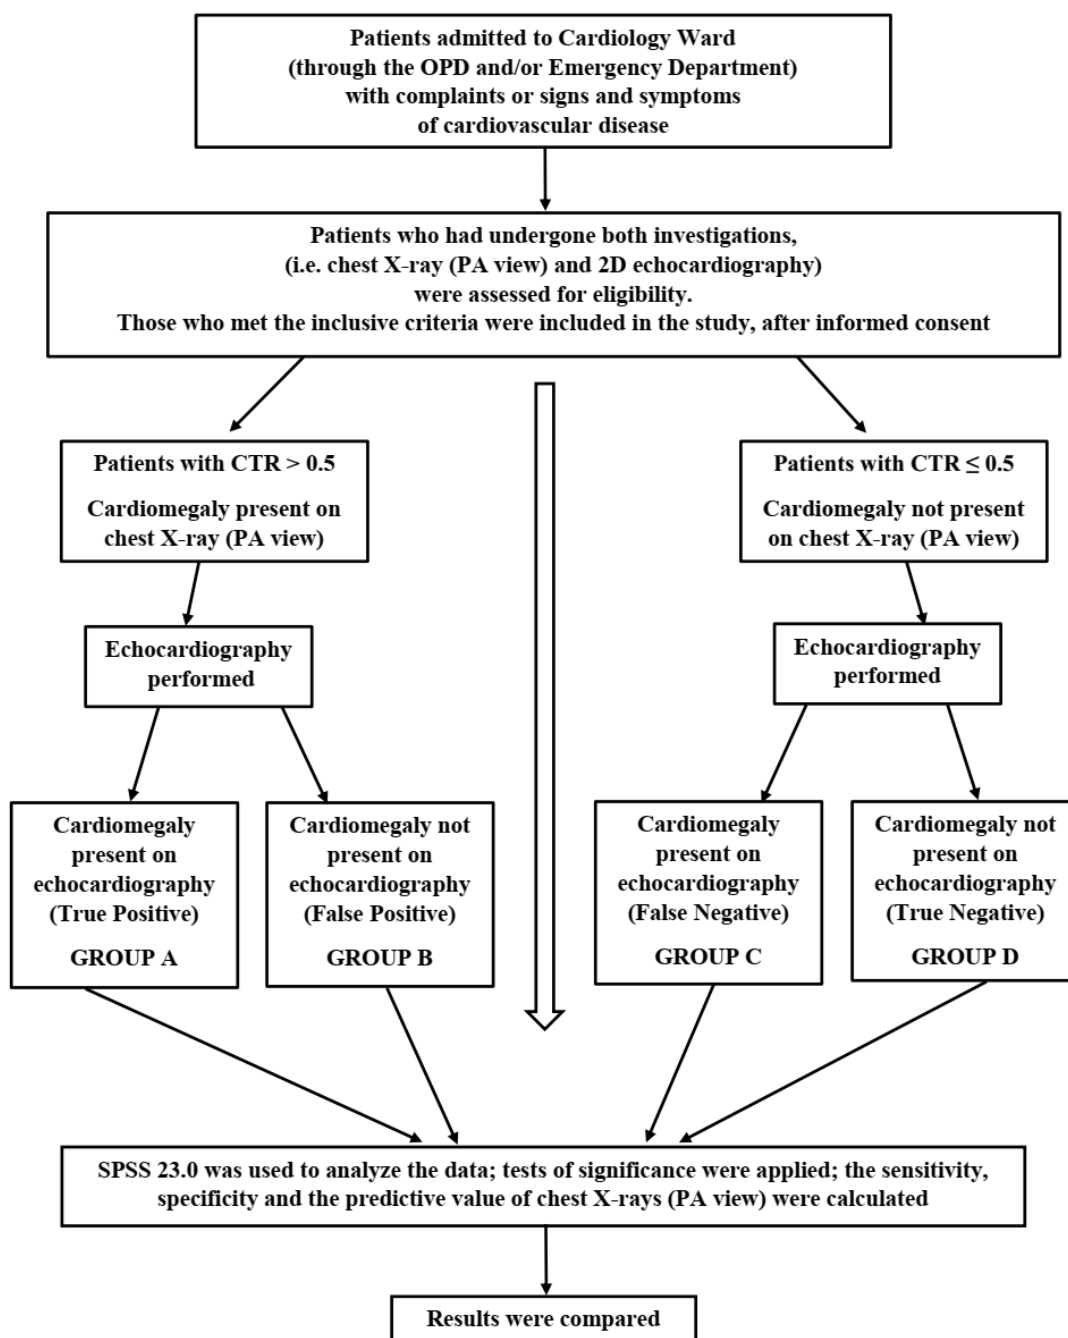 Patients admitted to Cardiology Ward
(through the OPD and/or Emergency Department)
with complaints or signs and symptoms
of cardiovascular disease
Patients who had undergone both investigations,
(i.e. chest X-ray (PA view) and 2D echocardiography)
were assessed for eligibility.
Those who met the inclusive criteria were included in the study, after informed consent
Patients with CTR > 0.5
Cardiomegaly present on
chest X-ray (PA view)
Patients with CTR ≤ 0.5
Cardiomegaly not present
on chest X-ray (PA view)
Echocardiography
performed
Echocardiography
performed
Cardiomegaly
present on
echocardiography
(True Positive)
GROUP A
Cardiomegaly not
present on
echocardiography
(False Positive)
GROUP B
Cardiomegaly
present on
echocardiography
(False Negative)
GROUP C
Cardiomegaly not
present on
echocardiography
(True Negative)
GROUP D
SPSS 23.0 was used to analyze the data; tests of significance were applied; the sensitivity,
specificity and the predictive value of chest X-rays (PA view) were calculated
Results were compared